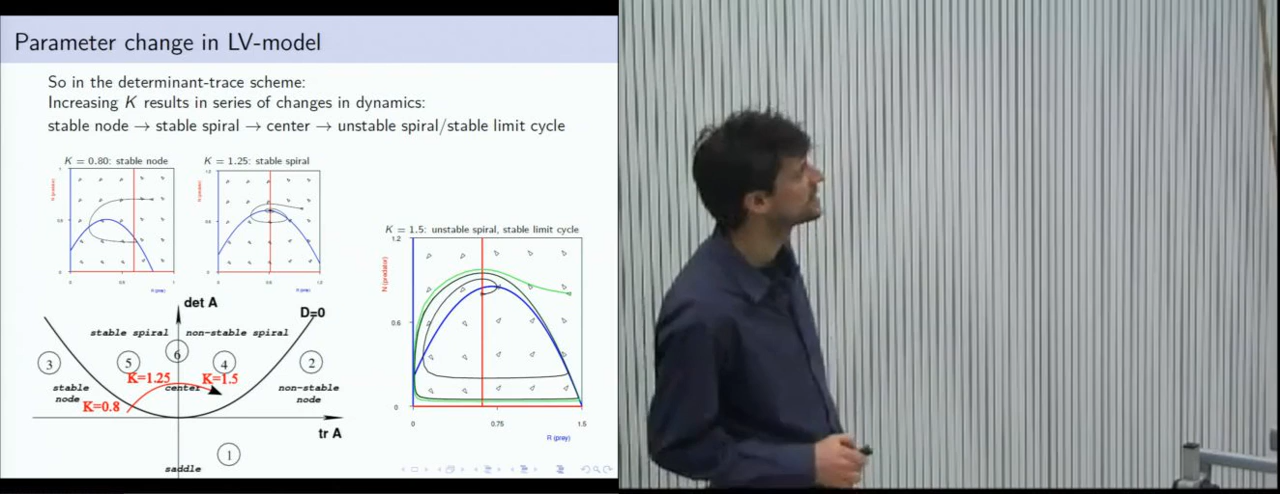 Parameter change in LV-model
So in the determinant-trace scheme:
Increasing K results in series of changes in dynamics:
stable node → stable spiral → center → unstable spiral/stable limit cycle
K = 0.80: stable node
K = 1.25: stable spiral
K = 1.5: unstable spiral, stable limit cycle
1.2
N (predator)
0.6
0
0
0.75
1.5
R (prey)
det A
D=0
stable spiral
non-stable spiral
6
3
5
4
2
K=1.25
K=1.5
center
stable
node
non-stable
node
K=0.8
tr A
1
saddle